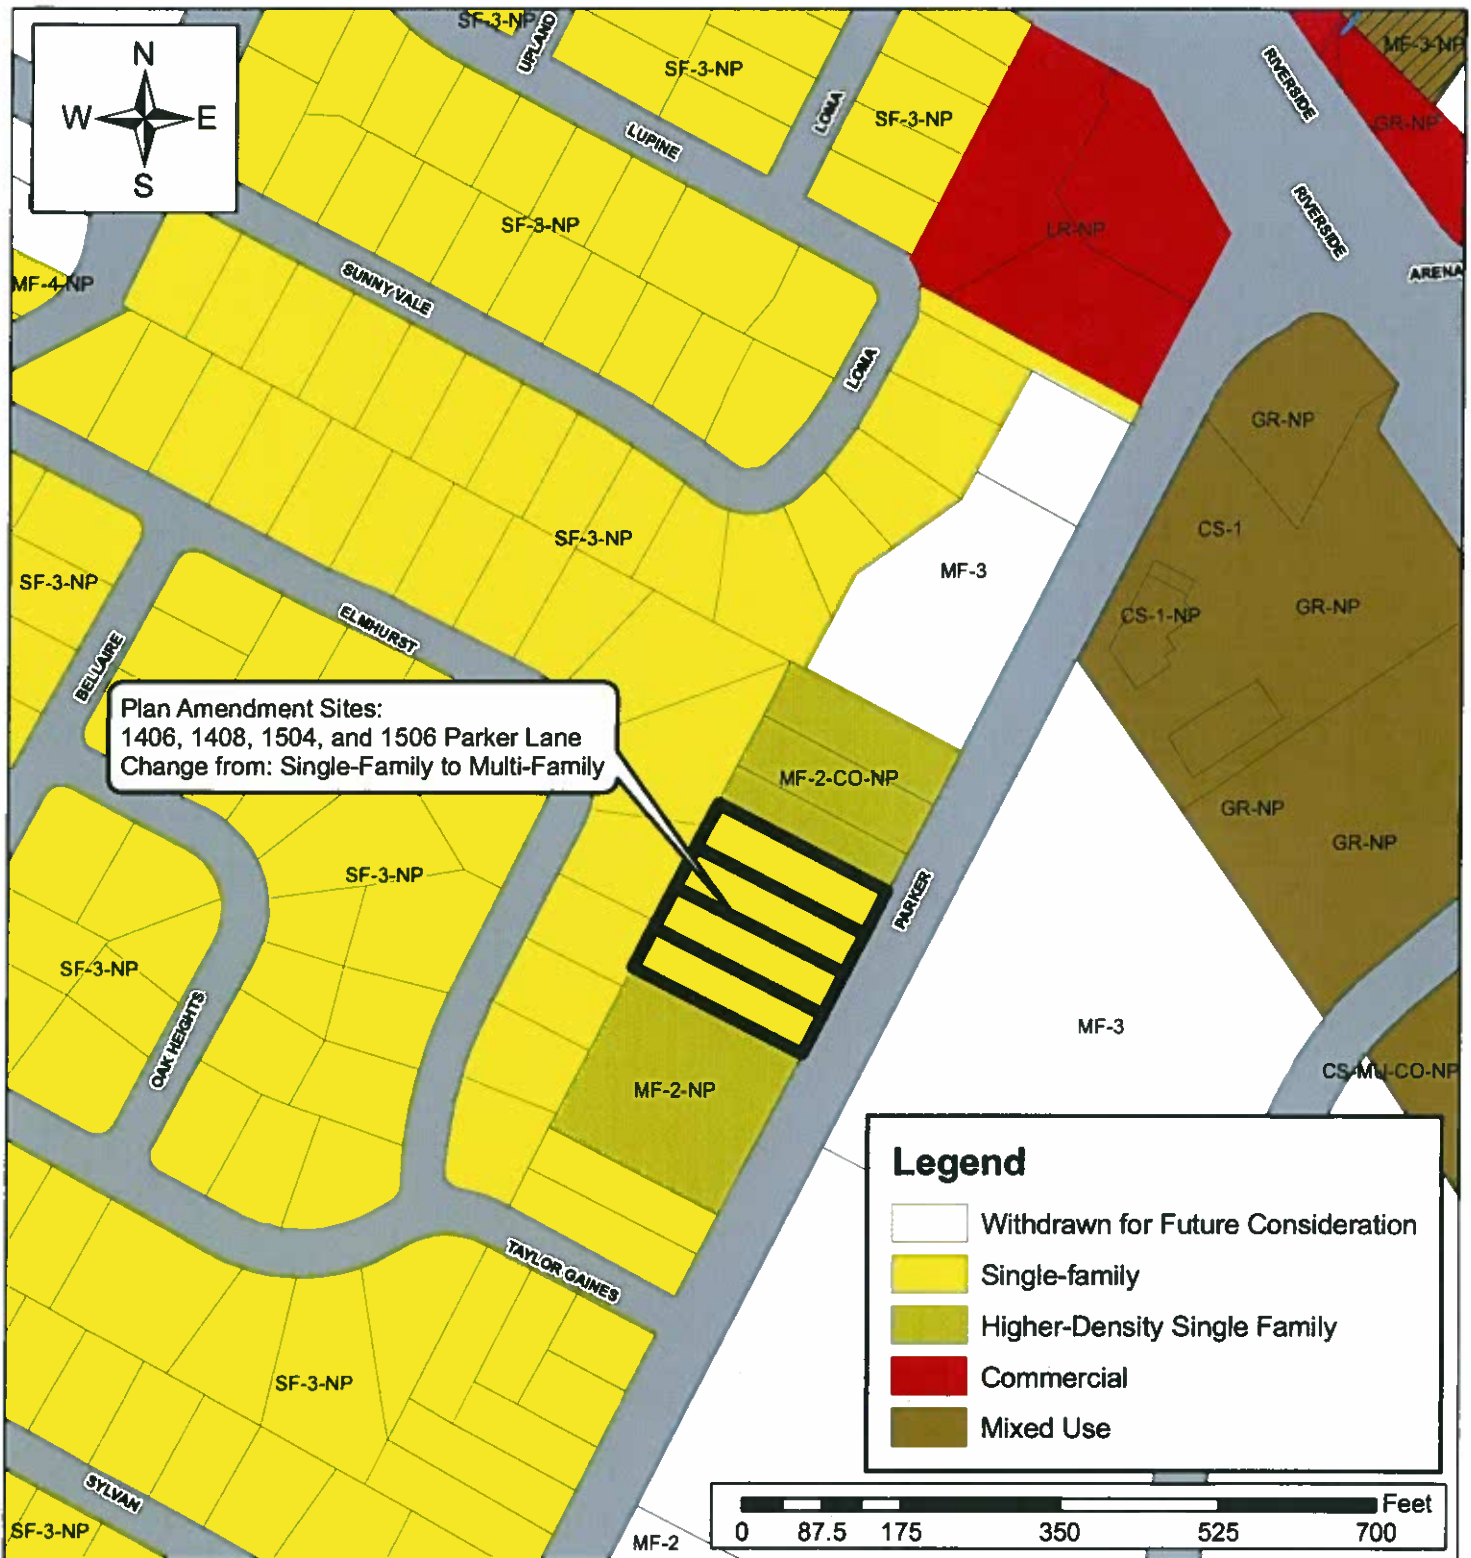 SF-3-NP
UPLAND
SF-3-NP
LOMA
SF-3-NP
LUPINE
RIVERSIDE
MF-3-NP
GR-NP
N
W E
S
SF-3-NP
LR-NP
RIVERSIDE
ARENA
MF-4-NP
SUNNYVALE
LOMA
GR-NP
SF-3-NP
CS-1
MF-3
SF-3-NP
CS-1-NP
GR-NP
ELMHURST
BELLAIRE
Plan Amendment Sites:
1406, 1408, 1504, and 1506 Parker Lane
Change from: Single-Family to Multi-Family
MF-2-CO-NP
GR-NP
GR-NP
SF-3-NP
PARKER
SF-3-NP
OAK HEIGHTS
MF-3
MF-2-NP
CS-MU-CO-NP
TAYLOR GAINES
SF-3-NP
SYLVAN
SF-3-NP
MF-2
Legend
Withdrawn for Future Consideration
Single-family
Higher-Density Single Family
Commercial
Mixed Use
Feet
0 87.5 175 350 525 700